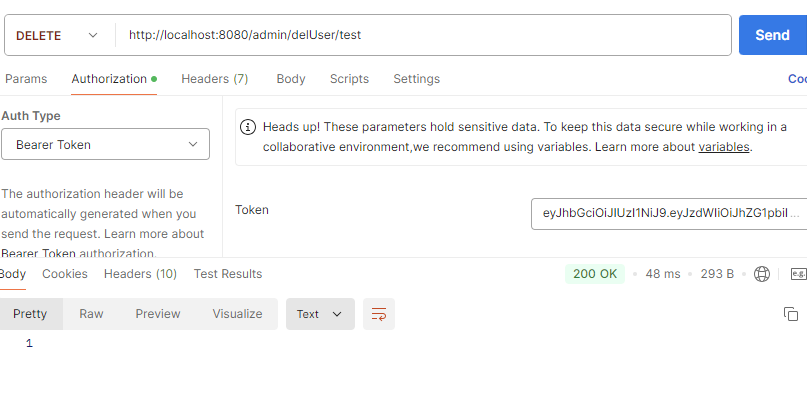 DELETE http://localhost:8080/admin/delUser/test Send
Params Authorization Headers (7) Body Scripts Settings Coo
Auth Type
Bearer Token
The authorization header will be
automatically generated when you
send the request. Learn more about
Bearer Token authorization.
Heads up! These parameters hold sensitive data. To keep this data secure while working in a
collaborative environment,we recommend using variables. Learn more about variables.
Token eyJhbGciOiJIUzI1NiJ9.eyJzdWIiOiJhZG1pbiI ...
Body Cookies Headers (10) Test Results 200 OK • 48 ms • 293 B • e.g.
Pretty Raw Preview Visualize Text
1